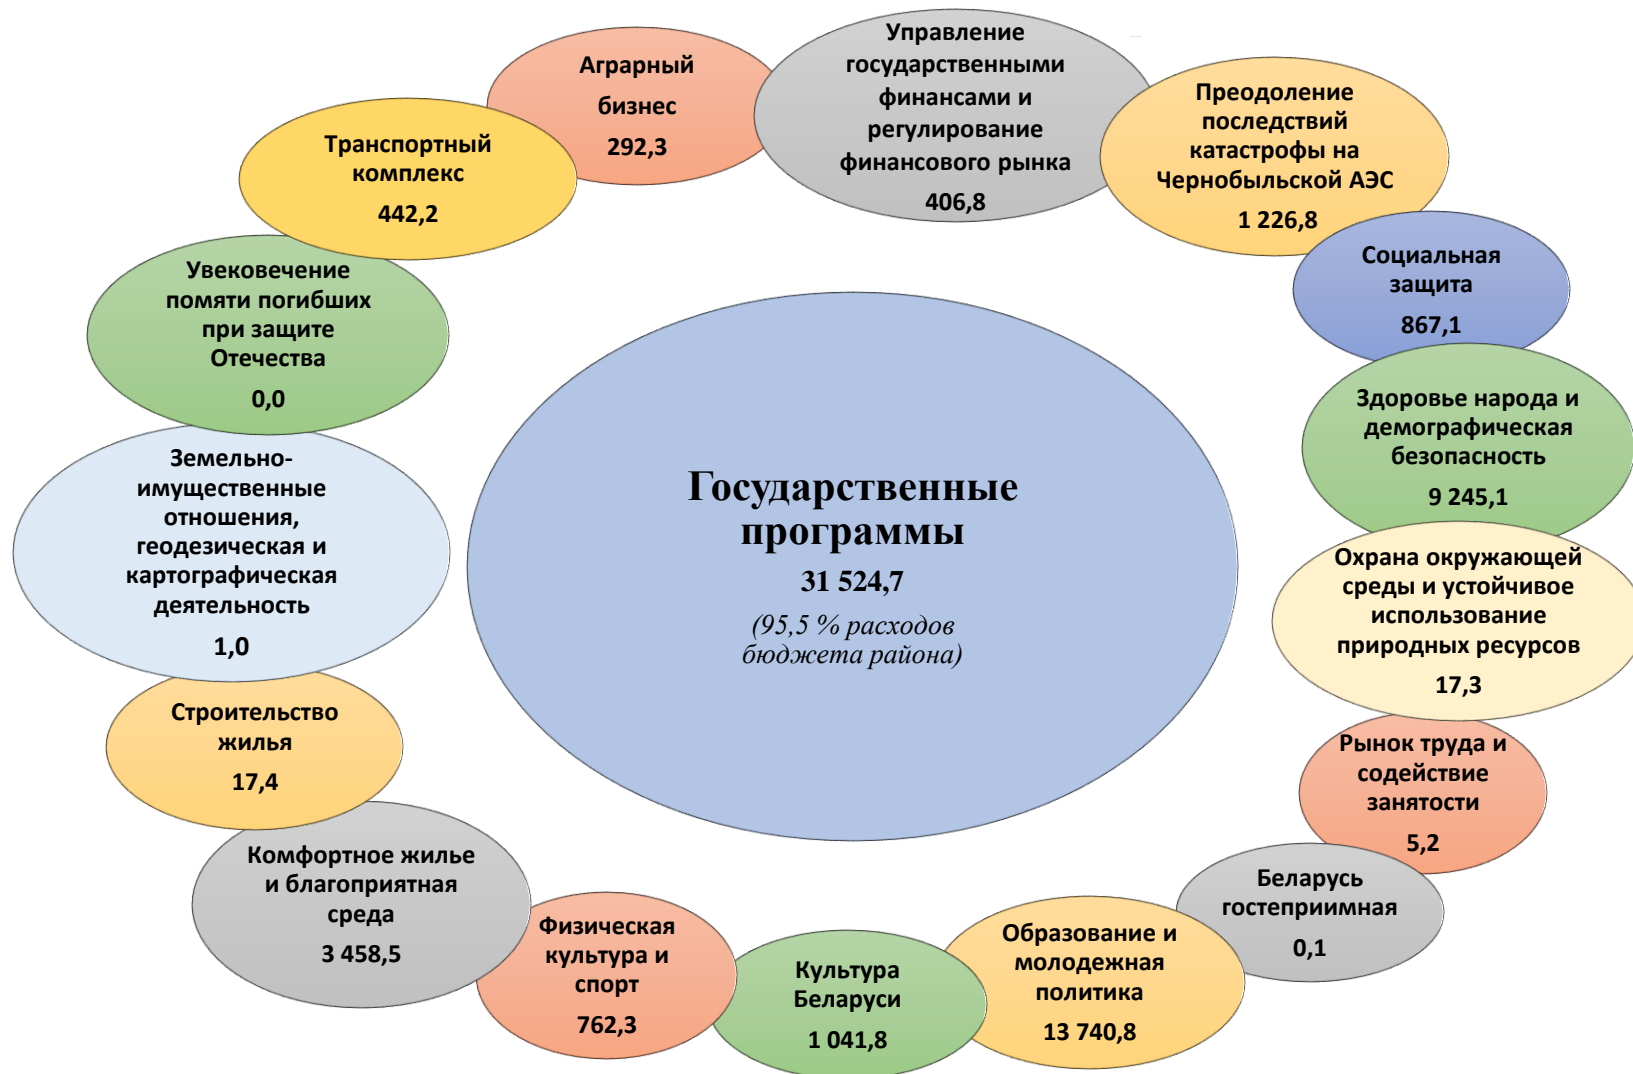 Управление
государственными
финансами и
регулирование
финансового рынка
406,8
Преодоление
последствий
катастрофы на
Чернобыльской АЭС
1 226,8
Социальная
защита
867,1
Здоровье народа и
демографическая
безопасность
9 245,1
Охрана окружающей
среды и устойчивое
использование
природных ресурсов
17,3
Рынок труда и
содействие
занятости
5,2
Беларусь
гостеприимная
0,1
Образование и
молодежная
политика
13 740,8
Культура
Беларуси
1 041,8
Физическая
культура и
спорт
762,3
Комфортное жилье
и благоприятная
среда
3 458,5
Строительство
жилья
17,4
Земельно-
имущественные
отношения,
геодезическая и
картографическая
деятельность
1,0
Увековечение
памяти погибших
при защите
Отечества
0,0
Транспортный
комплекс
442,2
Аграрный
бизнес
292,3
Государственные
программы
31 524,7
(95,5 % расходов
бюджета района)